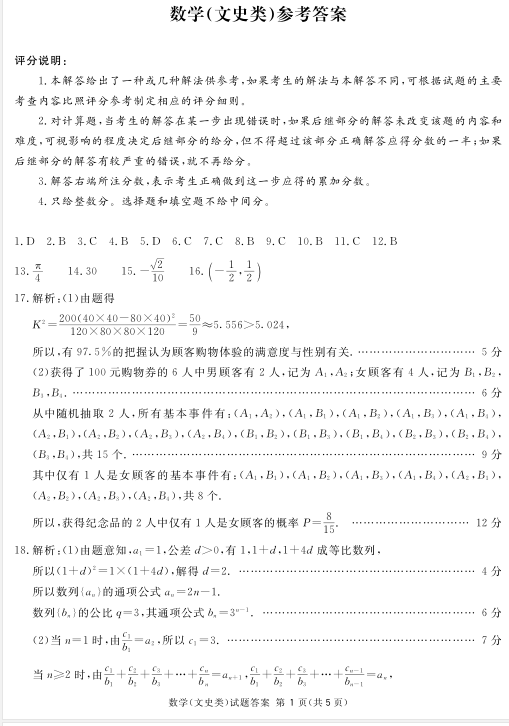 数学(文史类)参考答案
评分说明:
1.本解答给出了一种或几种解法供参考,如果考生的解法与本解答不同,可根据试题的主要
考查内容比照评分参考制定相应的评分细则。
2.对计算题,当考生的解答在某一步出现错误时,如果后继部分的解答未改变该题的内容和
难度,可视影响的程度决定后继部分的给分,但不得超过该部分正确解答应得分数的一半;如果
后继部分的解答有较严重的错误,就不再给分。
3.解答右端所注分数,表示考生正确做到这一步应得的累加分数。
4.只给整数分。选择题和填空题不给中间分。
1.D 2.B 3.C 4.B 5.D 6.C 7.C 8.B 9.C 10.B 11.C 12.B
13.π/4 14.30 15.-√2/10 16.(-1/2,1/2)
17.解析:(1)由题得
K²=200(40×40-80×40)²/120×80×80×120=50/9≈5.556>5.024,
所以,有97.5%的把握认为顾客购物体验的满意度与性别有关. …………………………… 5分
(2)获得了100元购物券的6人中男顾客有2人,记为A₁,A₂;女顾客有4人,记为B₁,B₂,
B₃,B₄. …………………………………………………………………………………… 6分
从中随机抽取2人,所有基本事件有:(A₁,A₂),(A₁,B₁),(A₁,B₂),(A₁,B₃),(A₁,B₄),
(A₂,B₁),(A₂,B₂),(A₂,B₃),(A₂,B₄),(B₁,B₂),(B₁,B₃),(B₁,B₄),(B₂,B₃),(B₂,B₄),
(B₃,B₄),共15个. ……………………………………………………………………… 9分
其中仅有1人是女顾客的基本事件有:(A₁,B₁),(A₁,B₂),(A₁,B₃),(A₁,B₄),(A₂,B₁),
(A₂,B₂),(A₂,B₃),(A₂,B₄),共8个.
所以,获得纪念品的2人中仅有1人是女顾客的概率P=8/15. ………………………… 12分
18.解析:(1)由题意知,a₁=1,公差d>0,有1,1+d,1+4d成等比数列,
所以(1+d)²=1×(1+4d),解得d=2. …………………………………………………… 4分
所以数列{aₙ}的通项公式aₙ=2n-1.
数列{bₙ}的公比q=3,其通项公式bₙ=3ⁿ⁻¹. ……………………………………………… 6分
(2)当n=1时,由c₁/b₁=a₂,所以c₁=3. …………………………………………………… 7分
当n≥2时,由c₁/b₁+c₂/b₂+c₃/b₃+…+cₙ/bₙ=aₙ₊₁,c₁/b₁+c₂/b₂+c₃/b₃+…+cₙ₋₁/bₙ₋₁=aₙ,
数学(文史类)试题答案 第1页(共5页)